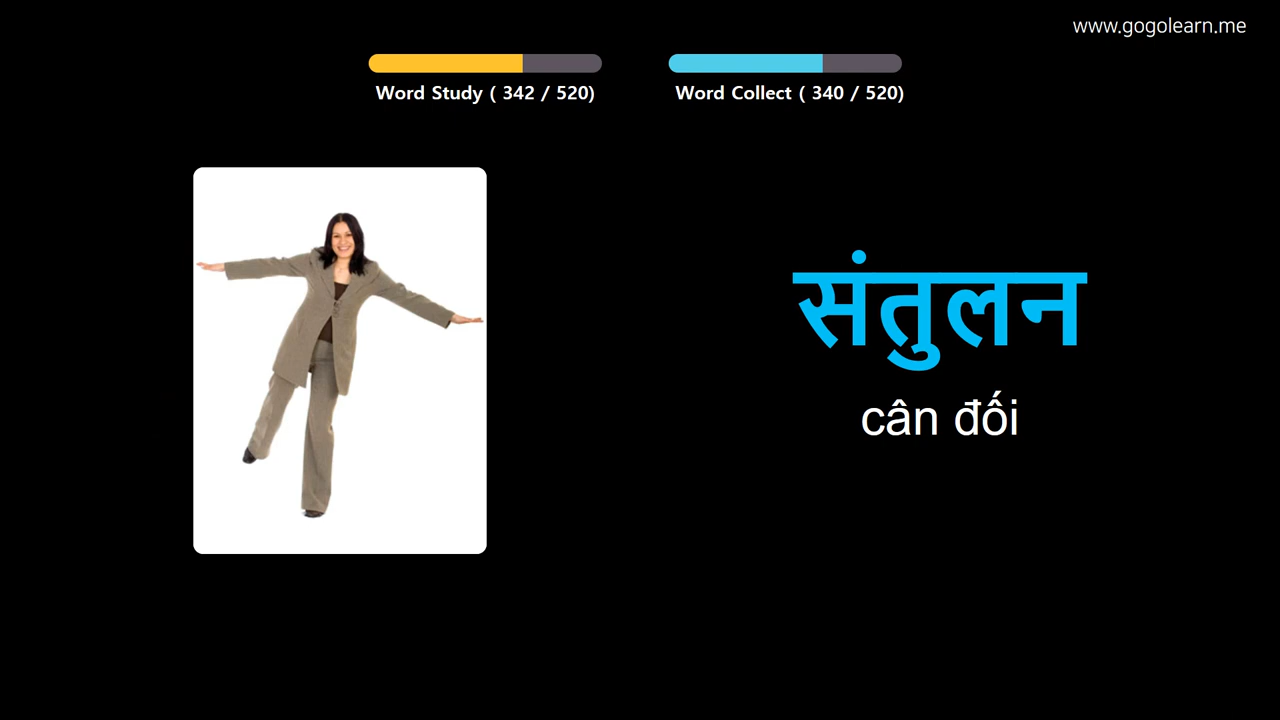 www.gogolearn.me
Word Study ( 342 / 520)
Word Collect ( 340 / 520)
संतुलन
cân đối